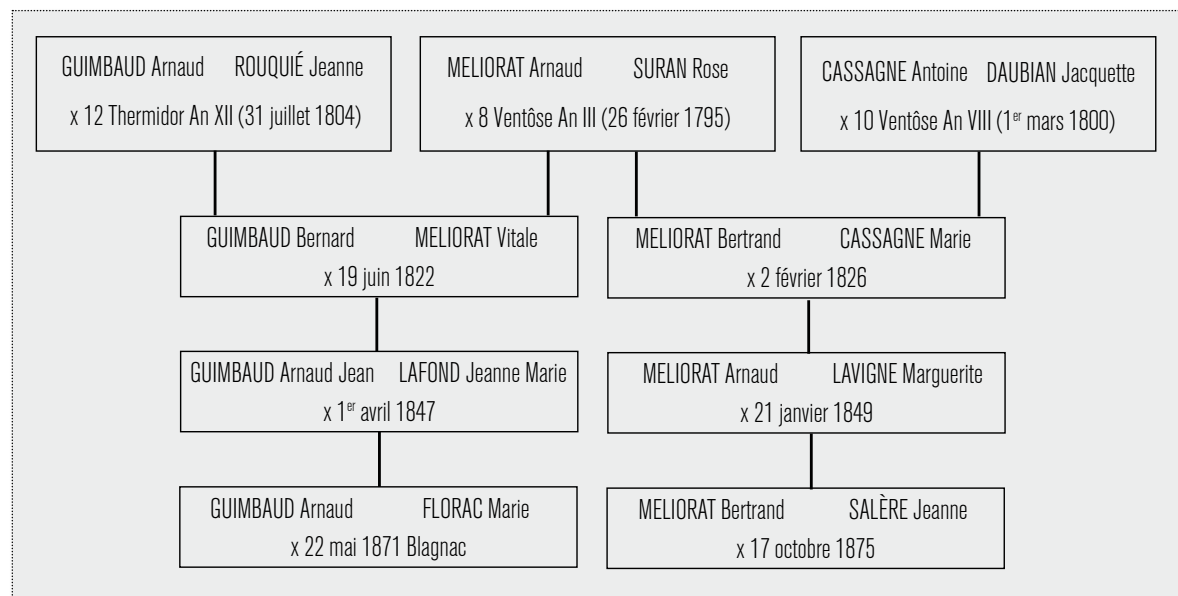 GUIMBAUD Arnaud ROUQUIÉ Jeanne
x 12 Thermidor An XII (31 juillet 1804)
MELIORAT Arnaud SURAN Rose
x 8 Ventôse An III (26 février 1795)
CASSAGNE Antoine DAUBIAN Jacquette
x 10 Ventôse An VIII (1er mars 1800)
GUIMBAUD Bernard MELIORAT Vitale
x 19 juin 1822
MELIORAT Bertrand CASSAGNE Marie
x 2 février 1826
GUIMBAUD Arnaud Jean LAFOND Jeanne Marie
x 1er avril 1847
MELIORAT Arnaud LAVIGNE Marguerite
x 21 janvier 1849
GUIMBAUD Arnaud FLORAC Marie
x 22 mai 1871 Blagnac
MELIORAT Bertrand SALÈRE Jeanne
x 17 octobre 1875